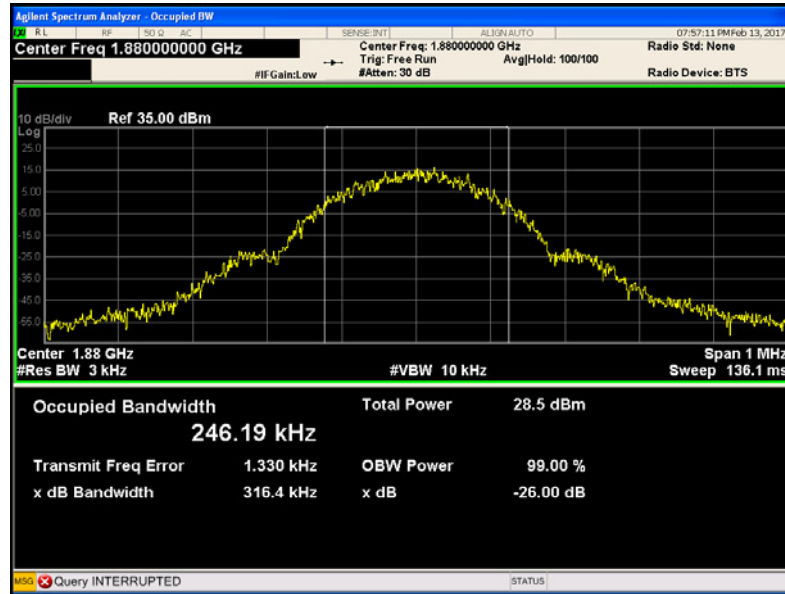 Agilent Spectrum Analyzer - Occupied BW
RL RF 50 Ω AC SENSE:INT ALIGNAUTO 07:57:11 PM Feb 13, 2017
Center Freq 1.880000000 GHz Center Freq: 1.880000000 GHz Radio Std: None
Trig: Free Run Avg|Hold: 100/100
#IFGain:Low #Atten: 30 dB Radio Device: BTS
10 dB/div Ref 35.00 dBm
Log
25.0
15.0
5.00
-5.00
-15.0
-25.0
-35.0
-45.0
-55.0
Center 1.88 GHz Span 1 MHz
#Res BW 3 kHz #VBW 10 kHz Sweep 136.1 ms
Occupied Bandwidth Total Power 28.5 dBm
246.19 kHz
Transmit Freq Error 1.330 kHz OBW Power 99.00 %
x dB Bandwidth 316.4 kHz x dB -26.00 dB
MSG Query INTERRUPTED STATUS